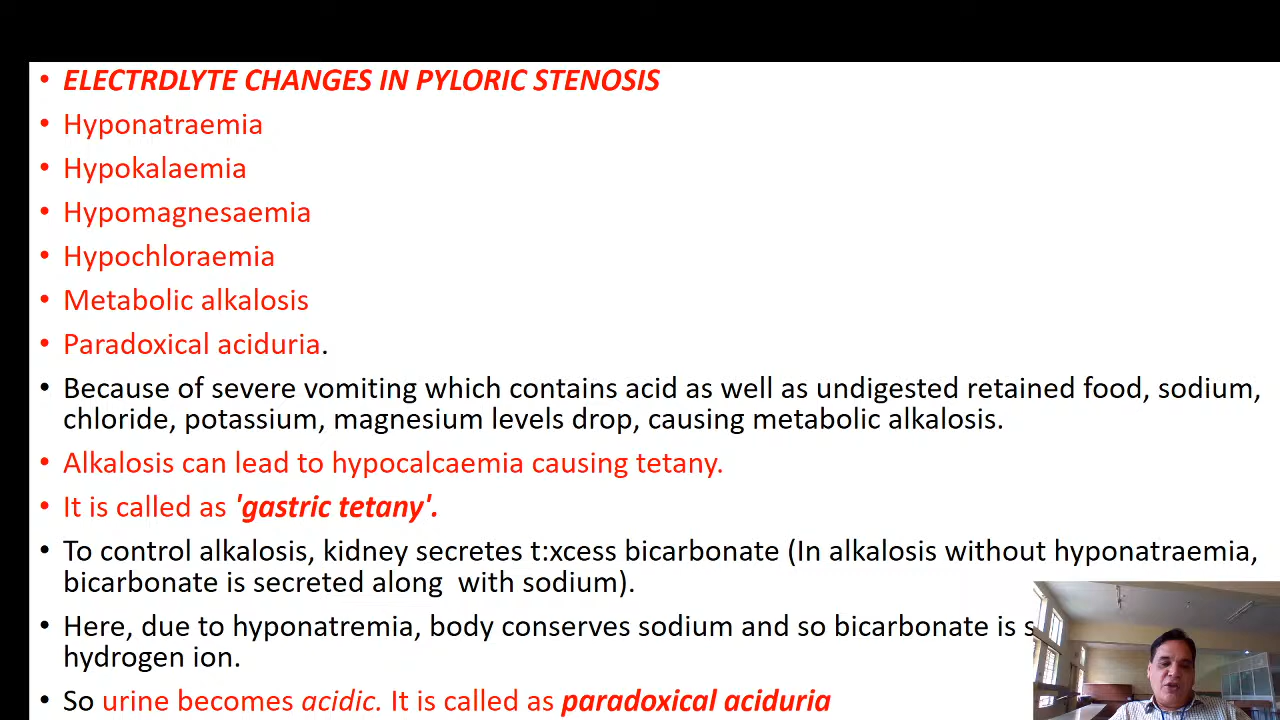 • ELECTRDLYTE CHANGES IN PYLORIC STENOSIS
• Hyponatraemia
• Hypokalaemia
• Hypomagnesaemia
• Hypochloraemia
• Metabolic alkalosis
• Paradoxical aciduria.
• Because of severe vomiting which contains acid as well as undigested retained food, sodium,
chloride, potassium, magnesium levels drop, causing metabolic alkalosis.
• Alkalosis can lead to hypocalcaemia causing tetany.
• It is called as 'gastric tetany'.
• To control alkalosis, kidney secretes t:xcess bicarbonate (In alkalosis without hyponatraemia,
bicarbonate is secreted along with sodium).
• Here, due to hyponatremia, body conserves sodium and so bicarbonate is
hydrogen ion.
• So urine becomes acidic. It is called as paradoxical aciduria